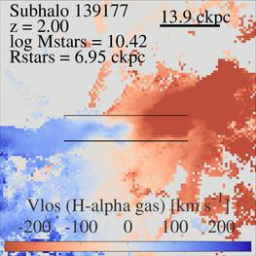 Subhalo 139177
13.9 ckpc
z = 2.00
log Mstars = 10.42
Rstars = 6.95 ckpc
Vlos (H-alpha gas) [km s⁻¹]
-200 -100 0 100 200